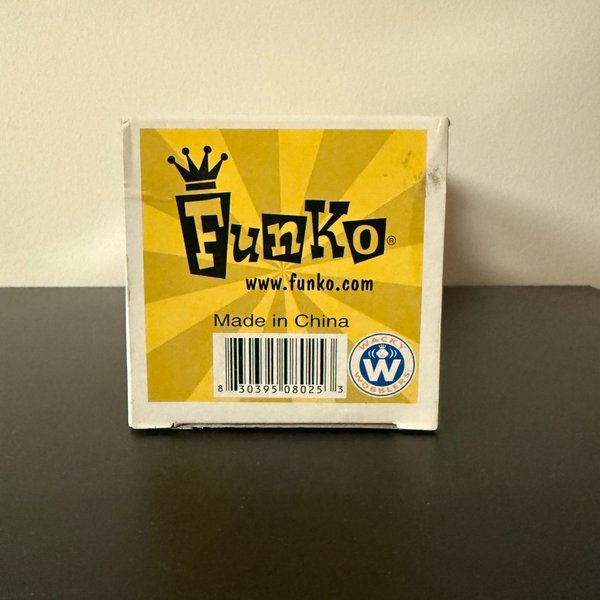 Funko®
www.funko.com
Made in China
8 30395 08025 3
WACKY
W
WOBBLERS